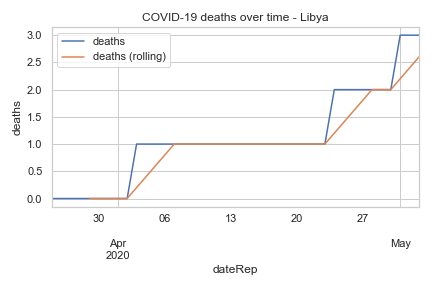 COVID-19 deaths over time - Libya
deaths
deaths (rolling)
3.0
2.5
2.0
1.5
1.0
0.5
0.0
deaths
30 06 13 20 27
Apr May
2020
dateRep